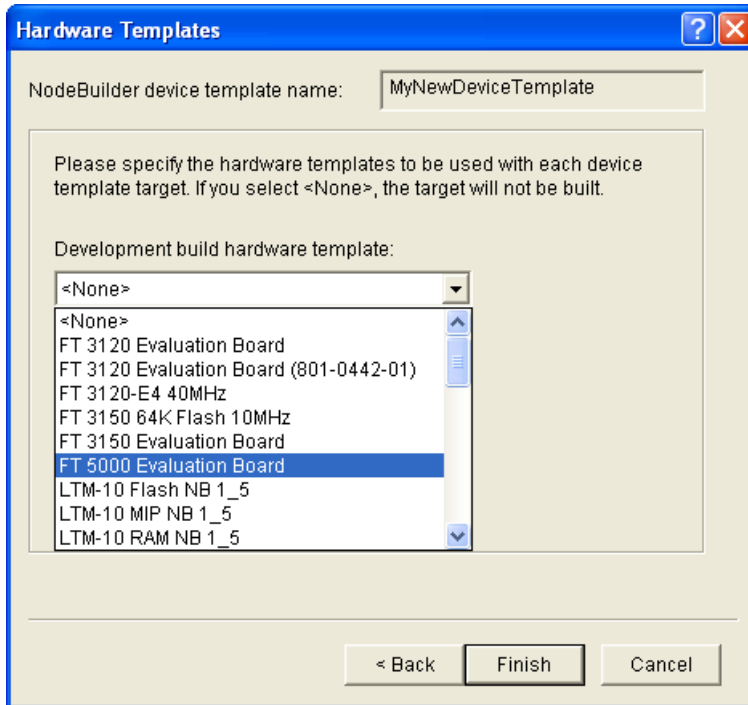 Hardware Templates
NodeBuilder device template name:
MyNewDeviceTemplate
Please specify the hardware templates to be used with each device
template target. If you select <None>, the target will not be built.
Development build hardware template:
<None>
<None>
FT 3120 Evaluation Board
FT 3120 Evaluation Board (801-0442-01)
FT 3120-E4 40MHz
FT 3150 64K Flash 10MHz
FT 3150 Evaluation Board
FT 5000 Evaluation Board
LTM-10 Flash NB 1_5
LTM-10 MIP NB 1_5
LTM-10 RAM NB 1_5
< Back
Finish
Cancel